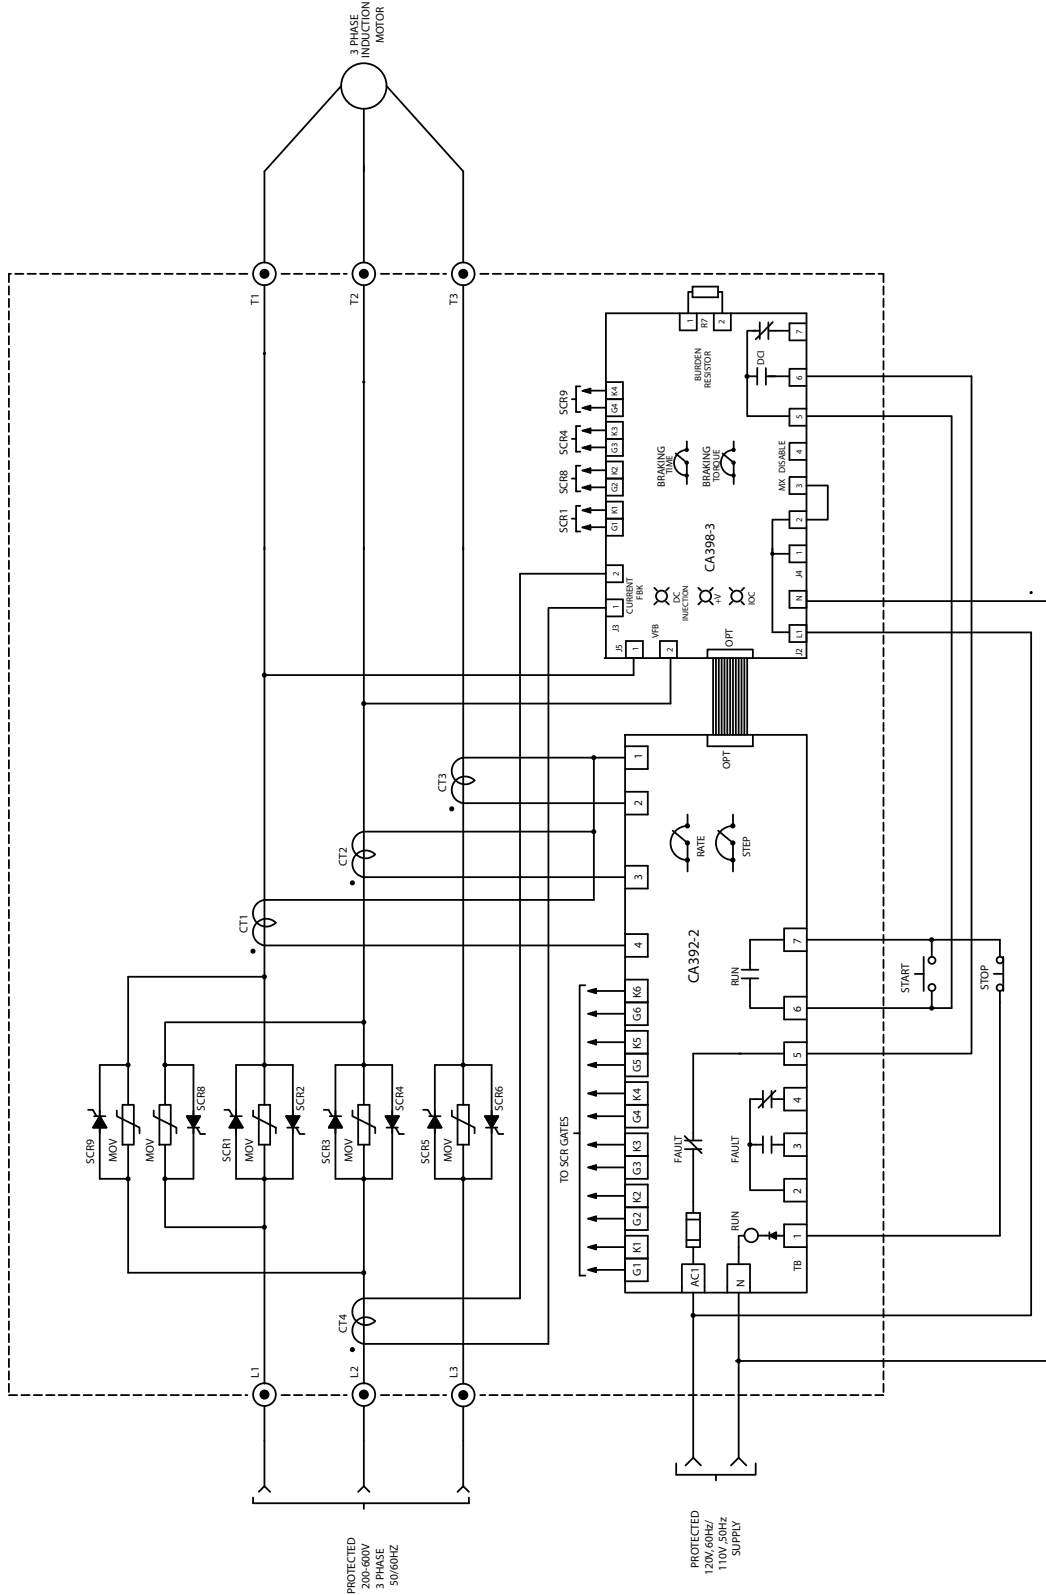 3 PHASE
INDUCTION
MOTOR
T1
T2
T3
SCR9
SCR4
SCR8
SCR1
K4
G4
K3
G3
K2
G2
K1
G1
1
R7
2
BURDEN
RESISTOR
BRAKING
TIME
BRAKING
TORQUE
DCI
7
6
5
DISABLE
4
MX
3
2
1
J4
N
L1
J2
CA398-3
2
CURRENT
FBK
1
J3
J5
1
VFB
2
DC
INJECTION
+V
IOC
OPT
OPT
CT3
CT2
CT1
1
2
3
4
RATE
STEP
CA392-2
SCR9
MOV
MOV
SCR8
SCR1
MOV
SCR2
SCR3
MOV
SCR4
SCR5
MOV
SCR6
TO SCR GATES
K6
G6
K5
G5
K4
G4
K3
G3
K2
G2
K1
G1
RUN
7
6
5
4
3
2
1
TB
FAULT
FAULT
RUN
AC1
N
START
STOP
CT4
L1
L2
L3
PROTECTED
200-600V
3 PHASE
50/60HZ
PROTECTED
120V, 60Hz/
110V ,50Hz
SUPPLY